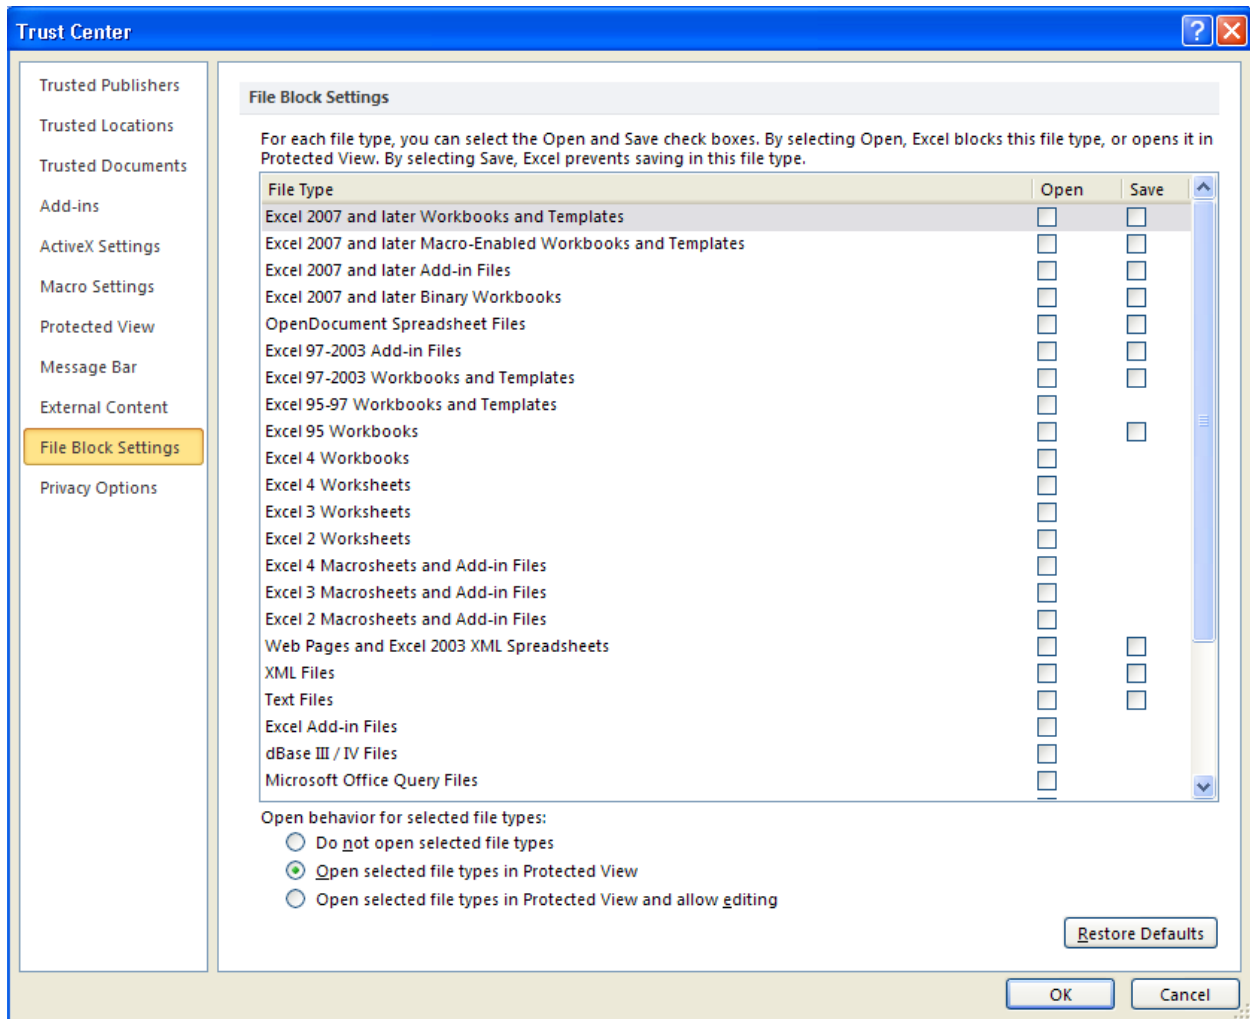 Trust Center
Trusted Publishers
Trusted Locations
Trusted Documents
Add-ins
ActiveX Settings
Macro Settings
Protected View
Message Bar
External Content
File Block Settings
Privacy Options
File Block Settings
For each file type, you can select the Open and Save check boxes. By selecting Open, Excel blocks this file type, or opens it in
Protected View. By selecting Save, Excel prevents saving in this file type.
File Type Open Save
Excel 2007 and later Workbooks and Templates
Excel 2007 and later Macro-Enabled Workbooks and Templates
Excel 2007 and later Add-in Files
Excel 2007 and later Binary Workbooks
OpenDocument Spreadsheet Files
Excel 97-2003 Add-in Files
Excel 97-2003 Workbooks and Templates
Excel 95-97 Workbooks and Templates
Excel 95 Workbooks
Excel 4 Workbooks
Excel 4 Worksheets
Excel 3 Worksheets
Excel 2 Worksheets
Excel 4 Macrosheets and Add-in Files
Excel 3 Macrosheets and Add-in Files
Excel 2 Macrosheets and Add-in Files
Web Pages and Excel 2003 XML Spreadsheets
XML Files
Text Files
Excel Add-in Files
dBase III / IV Files
Microsoft Office Query Files
Open behavior for selected file types:
Do not open selected file types
Open selected file types in Protected View
Open selected file types in Protected View and allow editing
Restore Defaults
OK Cancel